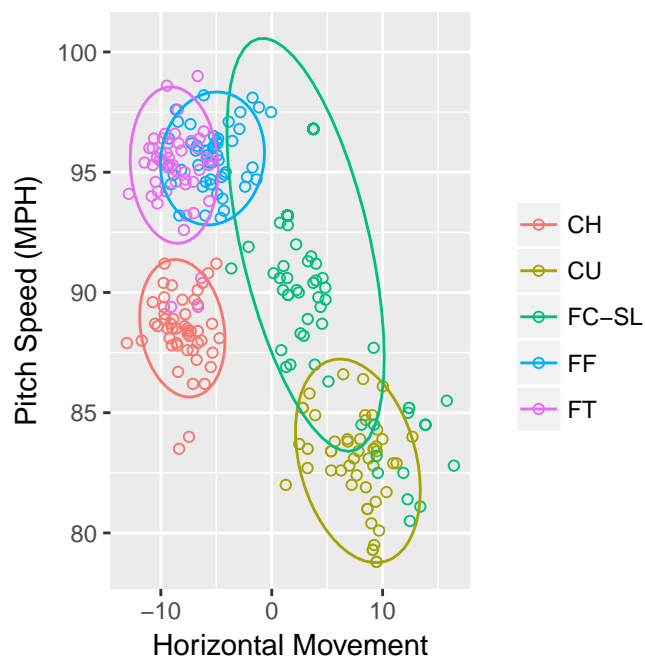 Pitch Speed (MPH)
100
95
90
85
80
−10
0
10
Horizontal Movement
CH
CU
FC−SL
FF
FT